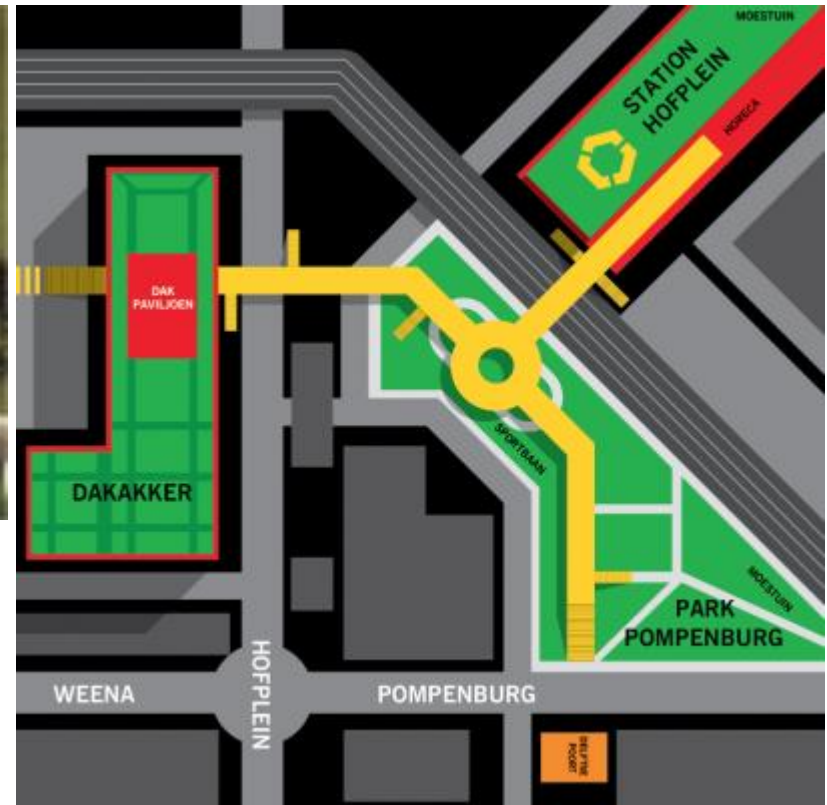 MOESTUIN
STATION
HOFPLEIN
HORECA
DAK
PAVILJOEN
SPORTBAAN
DAKAKKER
MOESTUIN
PARK
POMPENBURG
HOFPLEIN
WEENA
POMPENBURG
DELFTSE
POORT